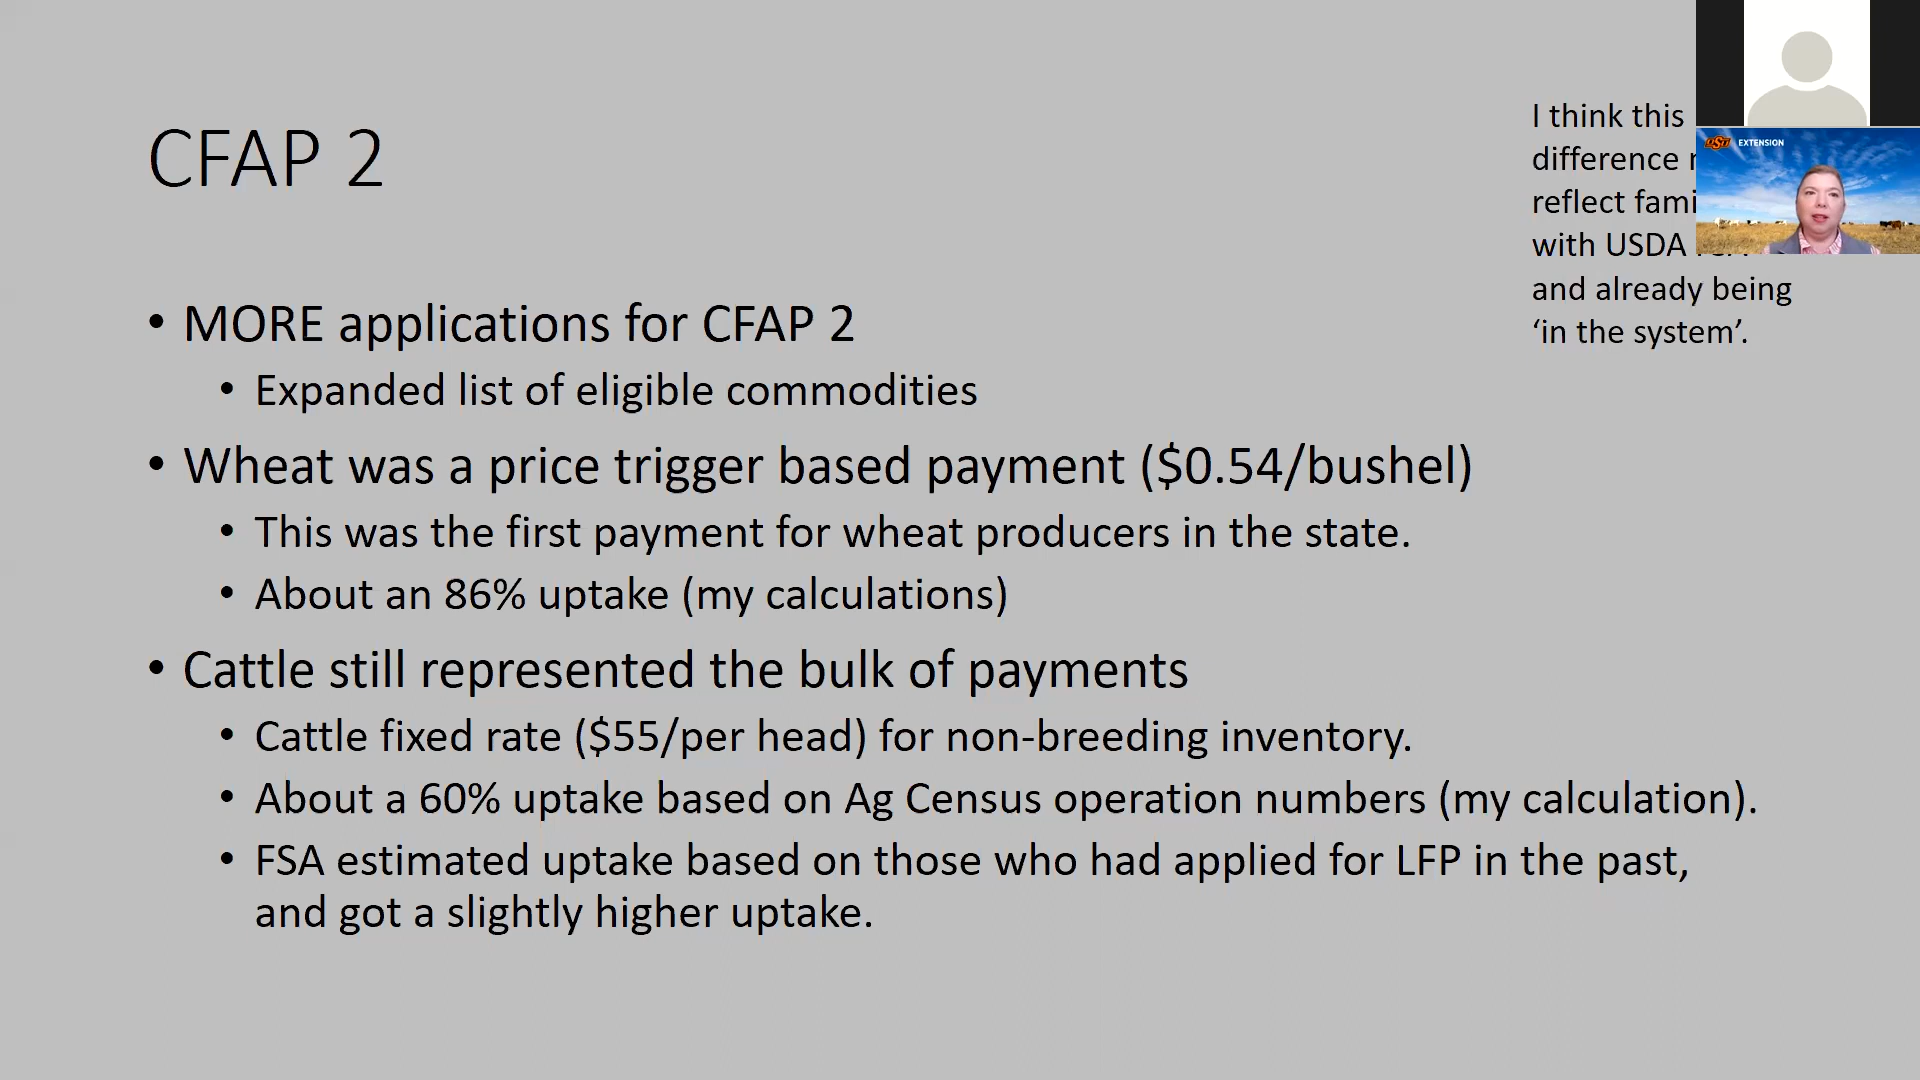 CFAP 2
I think this
difference
reflect
with USDA
and already being
‘in the system’.
OSU EXTENSION
• MORE applications for CFAP 2
• Expanded list of eligible commodities
• Wheat was a price trigger based payment ($0.54/bushel)
• This was the first payment for wheat producers in the state.
• About an 86% uptake (my calculations)
• Cattle still represented the bulk of payments
• Cattle fixed rate ($55/per head) for non-breeding inventory.
• About a 60% uptake based on Ag Census operation numbers (my calculation).
• FSA estimated uptake based on those who had applied for LFP in the past,
and got a slightly higher uptake.